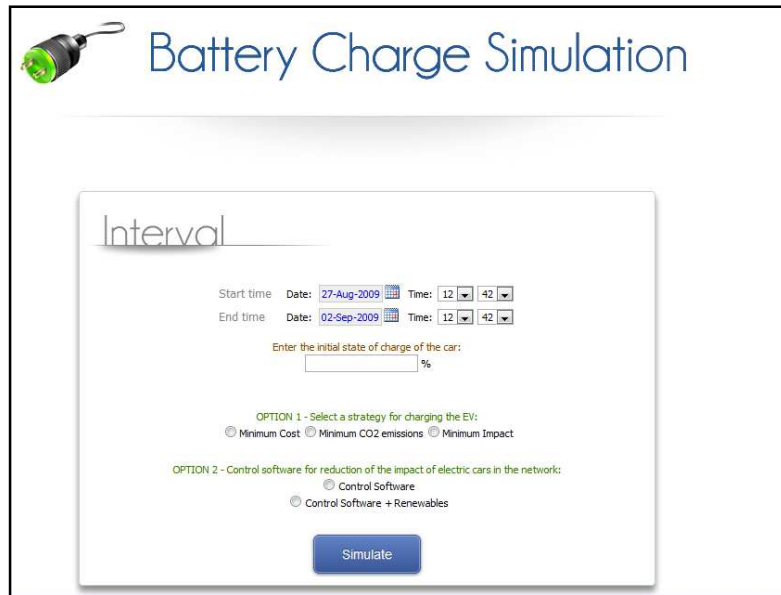 Battery Charge Simulation
Interval
Start time Date: 27-Aug-2009 Time: 12 42
End time Date: 02-Sep-2009 Time: 12 42
Enter the initial state of charge of the car:
%
OPTION 1 - Select a strategy for charging the EV:
Minimum Cost Minimum CO2 emissions Minimum Impact
OPTION 2 - Control software for reduction of the impact of electric cars in the network:
Control Software
Control Software + Renewables
Simulate